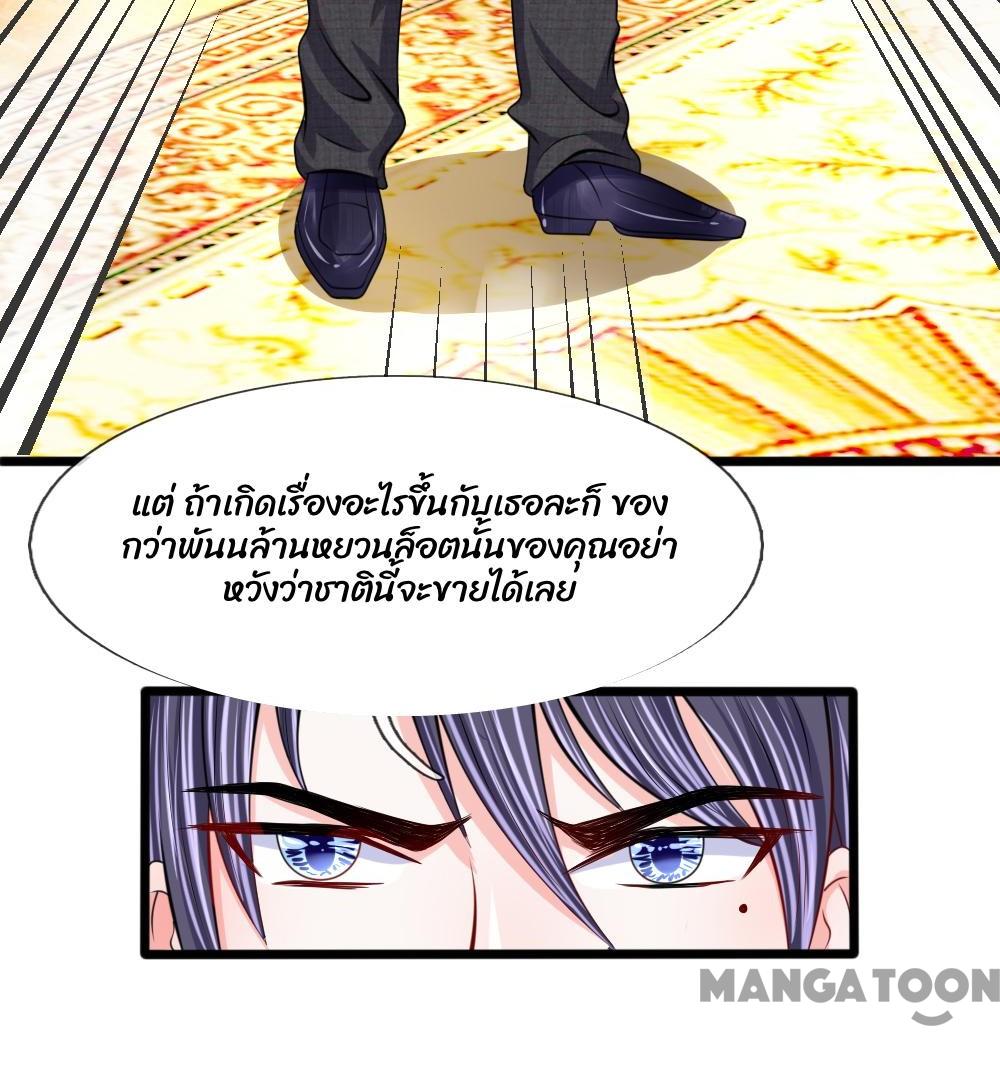 แต่ ถ้าเกิดเรื่องอะไรขึ้นกับเธอละก็ ของ
กว่าพันนล้านหยวนล็อตนั้นของคุณอย่า
หวังว่าชาตินี้จะขายได้เลย
MANGATOON